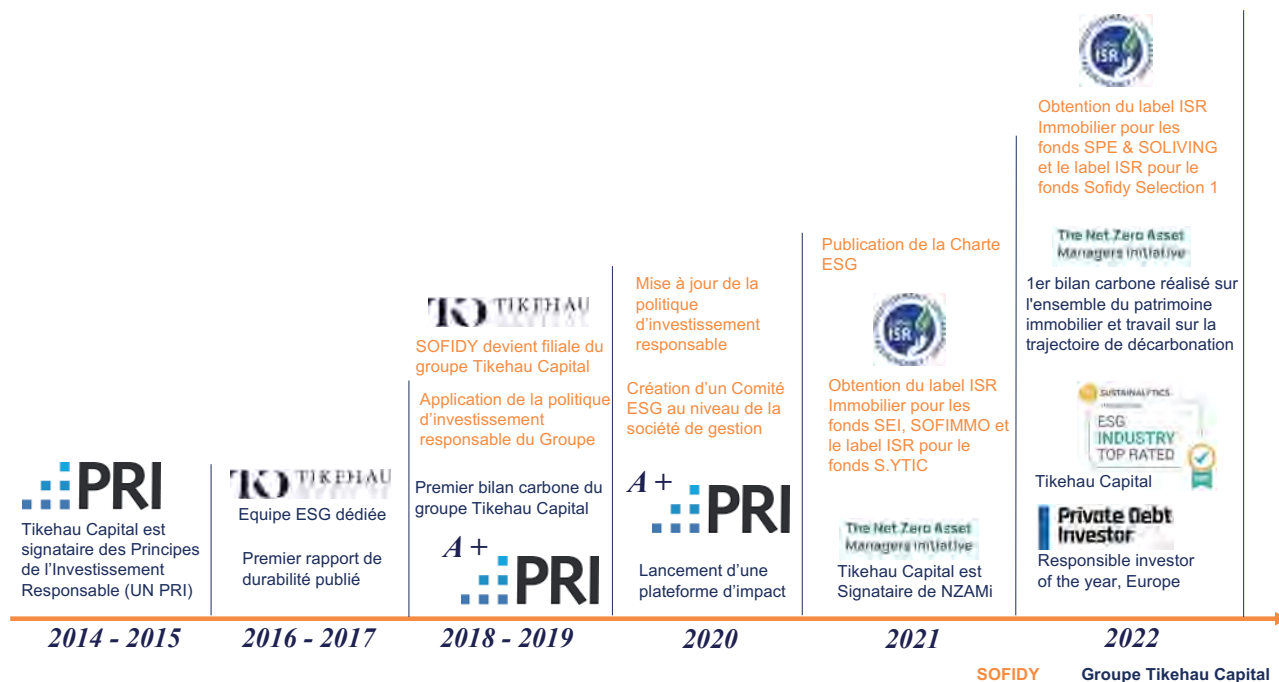 PRI
Tikehau Capital est
signataire des Principes
de l'Investissement
Responsable (UN PRI)
2014 - 2015
TIKEHAU
Equipe ESG dédiée
Premier rapport de
durabilité publié
2016 - 2017
TIKEHAU
SOFIDY devient filiale du
groupe Tikehau Capital
Application de la politique
d'investissement
responsable du Groupe
Premier bilan carbone du
groupe Tikehau Capital
A +
PRI
2018 - 2019
Mise à jour de la
politique
d'investissement
responsable
Création d'un Comité
ESG au niveau de la
société de gestion
A +
PRI
Lancement d'une
plateforme d'impact
2020
Publication de la Charte
ESG
ISR
Obtention du label ISR
Immobilier pour les
fonds SEI, SOFIMMO et
le label ISR pour le
fonds S.YTIC
The Net Zero Asset
Managers initiative
Tikehau Capital est
Signataire de NZAMi
2021
ISR
Obtention du label ISR
Immobilier pour les
fonds SPE & SOLIVING
et le label ISR pour le
fonds Sofidy Selection 1
The Net Zero Asset
Managers initiative
1er bilan carbone réalisé sur
l'ensemble du patrimoine
immobilier et travail sur la
trajectoire de décarbonation
SUSTAINALYTICS
ESG
INDUSTRY
TOP RATED
Tikehau Capital
Private Debt
Investor
Responsible investor
of the year, Europe
2022
SOFIDY
Groupe Tikehau Capital